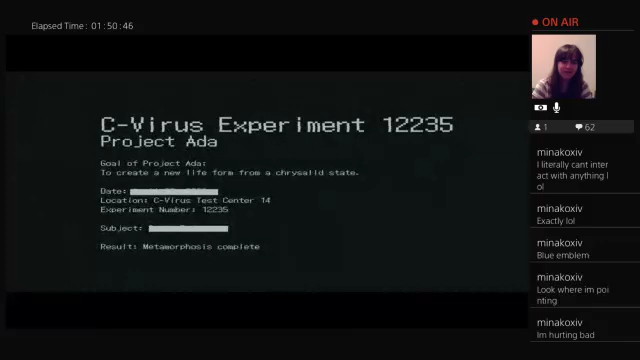 Elapsed Time : 01:50:46
ON AIR
C-Virus Experiment 12235
Project Ada
Goal of Project Ada:
To create a new life form from a chrysalid state.
Date:
Location: C-Virus Test Center 14
Experiment Number: 12235
Subject:
Result: Metamorphosis complete
1
62
minakoxiv
I literally cant inter
act with anything l
ol
minakoxiv
Exactly lol
minakoxiv
Blue emblem
minakoxiv
Look where im poi
nting
minakoxiv
Im hurting bad